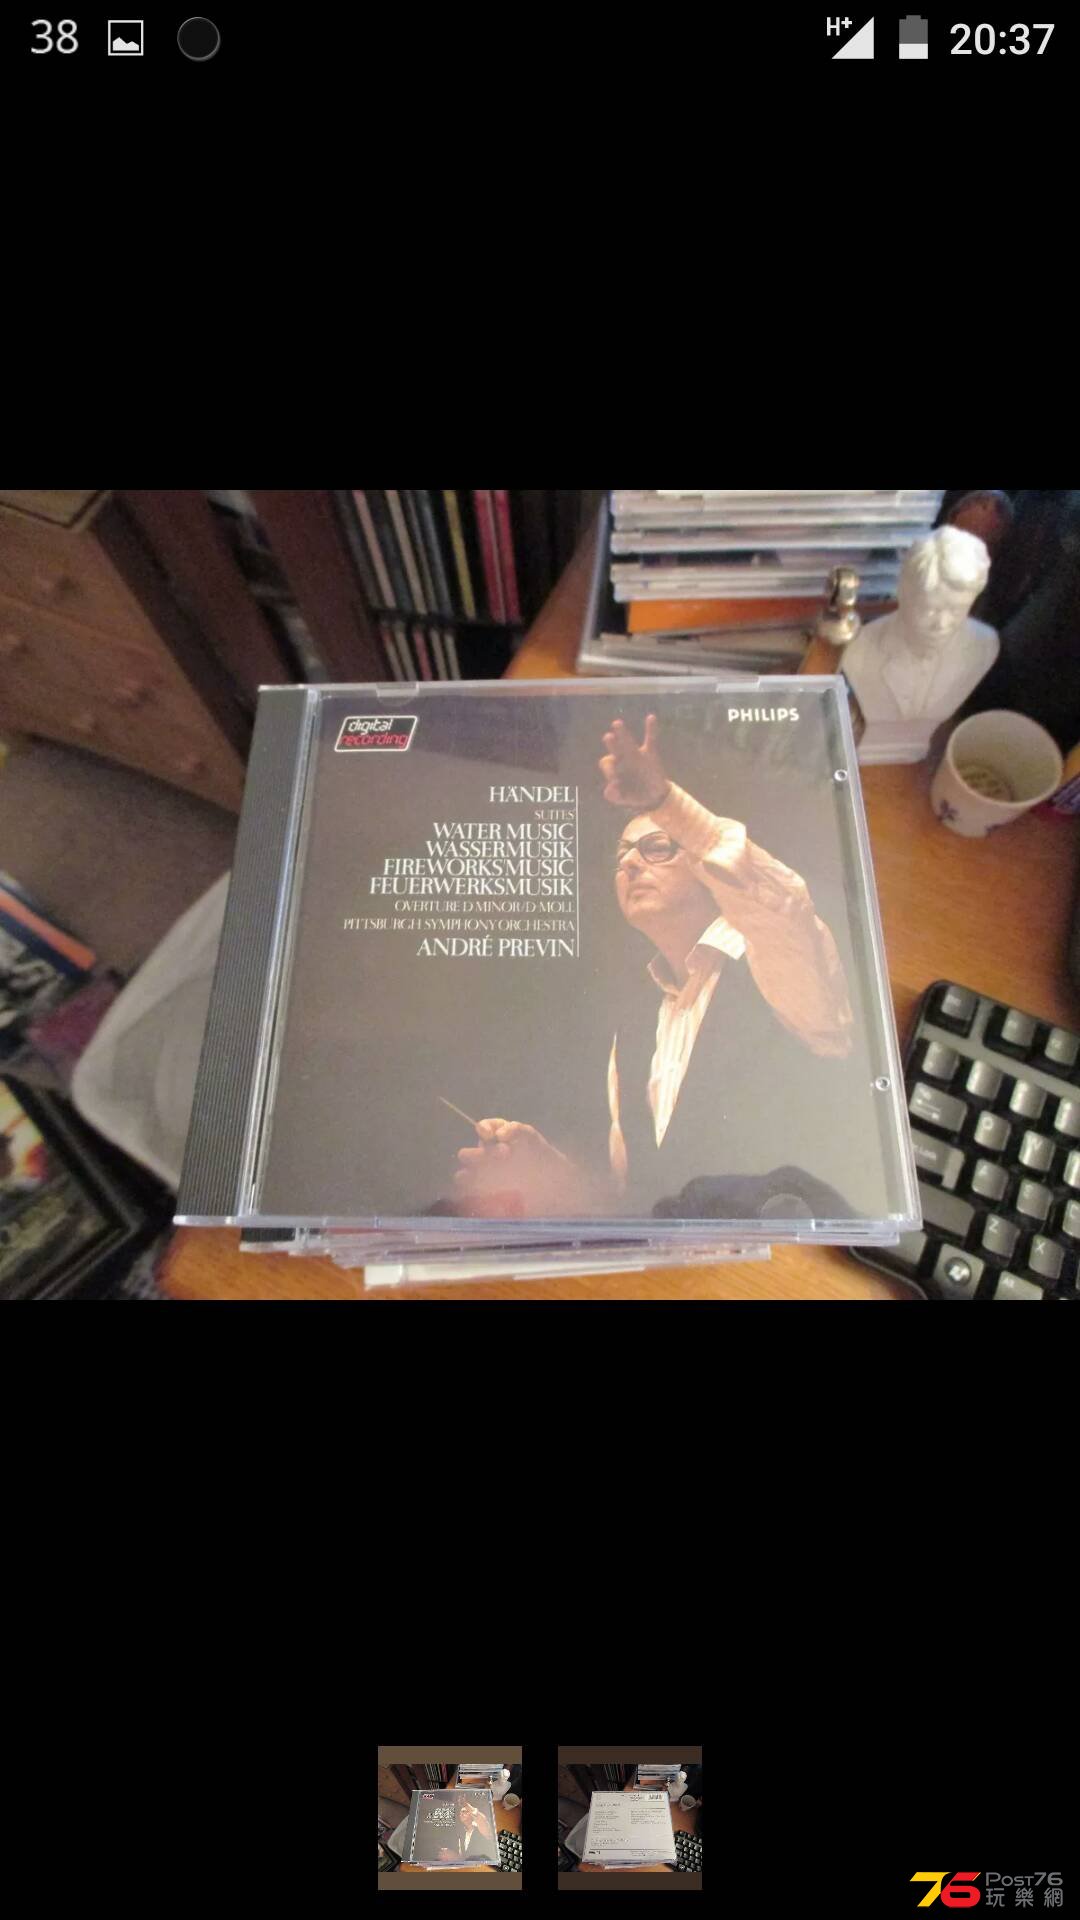 38
H+
20:37
digital
recording
PHILIPS
HÄNDEL
SUITES
WATER MUSIC
WASSERMUSIK
FIREWORKS MUSIC
FEUERWERKSMUSIK
OVERTURE D MINOR/D-MOLL
PITTSBURGH SYMPHONY ORCHESTRA
ANDRÉ PREVIN
Z
X
76 POST76
玩樂網